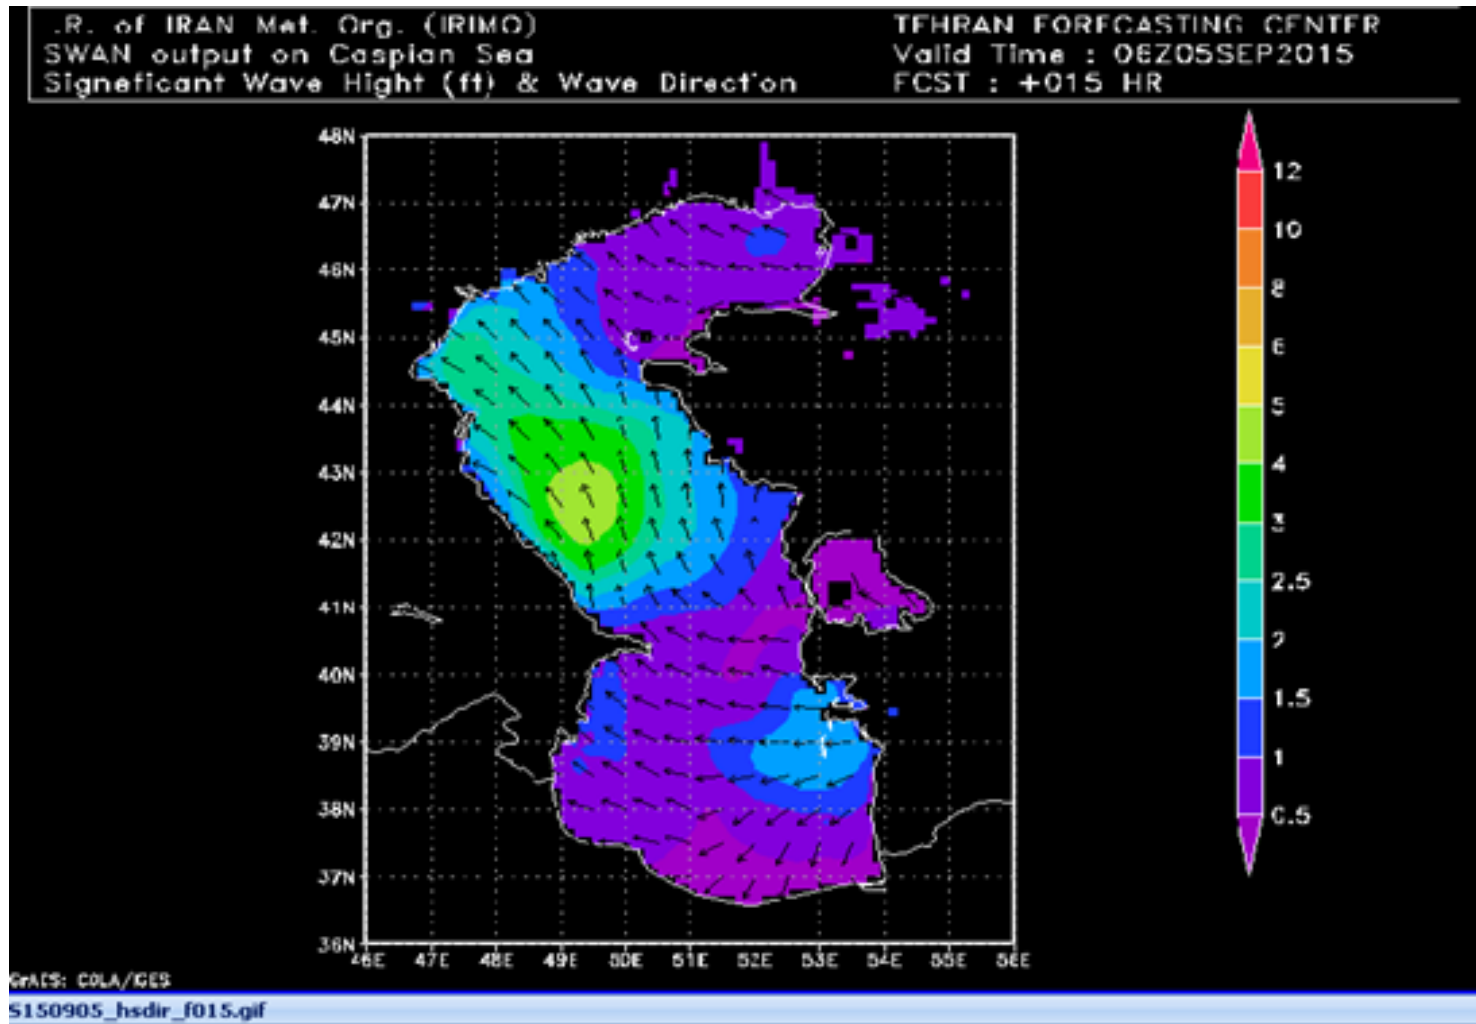 .R. of IRAN Met. Org. (IRIMO)
SWAN output on Caspian Sea
Signeficant Wave Hight (ft) & Wave Direction
TEHRAN FORECASTING CENTER
Valid Time : 06Z05SEP2015
FCST : +015 HR
48N
47N
46N
45N
44N
43N
42N
41N
40N
39N
38N
37N
36N
46E 47E 48E 49E 50E 51E 52E 53E 54E 55E 56E
12
10
8
6
5
4
3
2.5
2
1.5
1
0.5
GrADS: COLA/IGES
S150905_hsdir_f015.gif